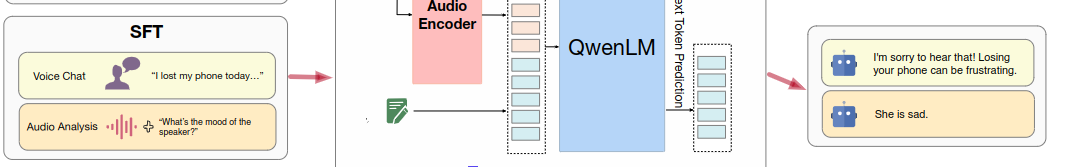 SFT
Voice Chat
“I lost my phone today…”
Audio Analysis
“What’s the mood of the
speaker?”
Audio
Encoder
QwenLM
ext Token Prediction
I'm sorry to hear that! Losing
your phone can be frustrating.
She is sad.